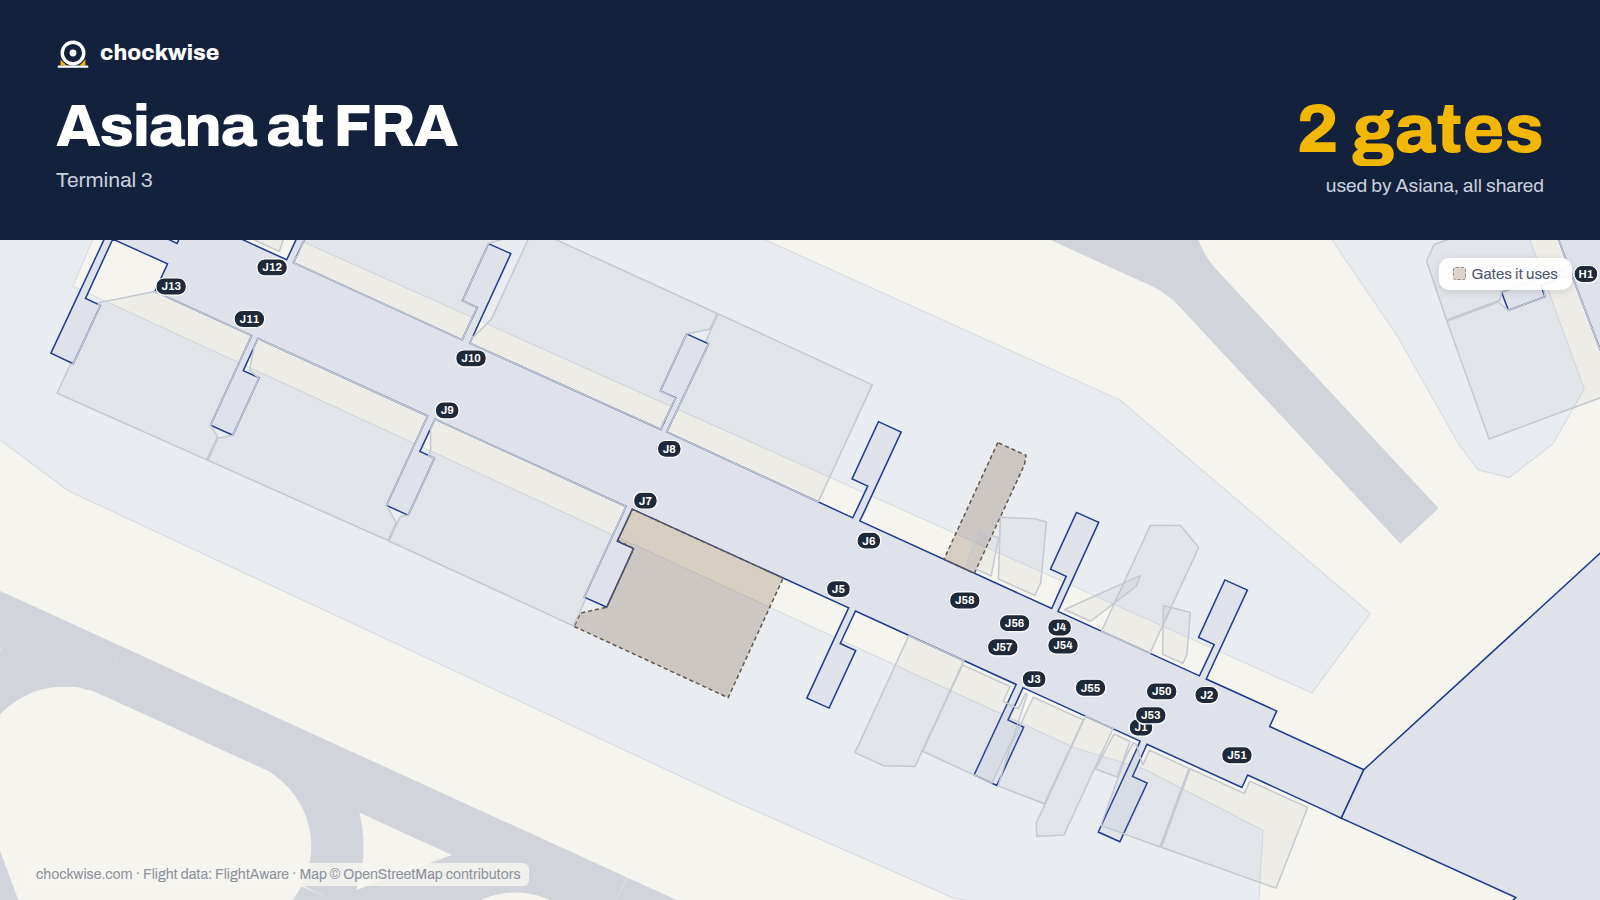 chockwise
Asiana at FRA
Terminal 3
2 gates
used by Asiana, all shared
Gates it uses
H1
J12
J13
J11
J10
J9
J8
J7
J6
J5
J58
J56
J4
J57
J54
J3
J55
J50
J2
J53
J1
J51
chockwise.com · Flight data: FlightAware · Map © OpenStreetMap contributors